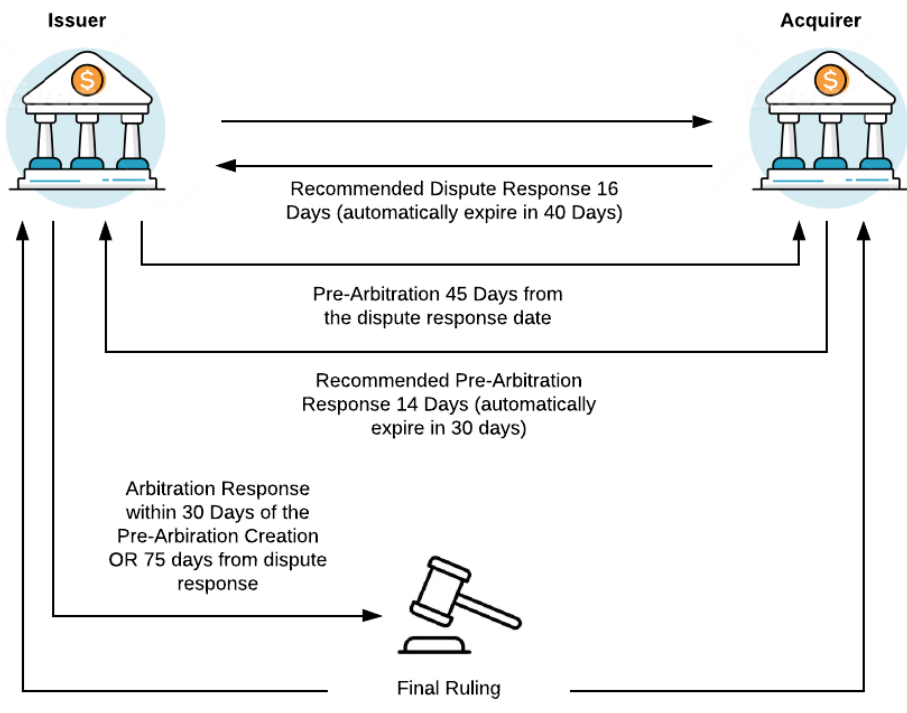 Issuer
Acquirer
$
$
Recommended Dispute Response 16
Days (automatically expire in 40 Days)
Pre-Arbitration 45 Days from
the dispute response date
Recommended Pre-Arbitration
Response 14 Days (automatically
expire in 30 days)
Arbitration Response
within 30 Days of the
Pre-Arbiration Creation
OR 75 days from dispute
response
Final Ruling